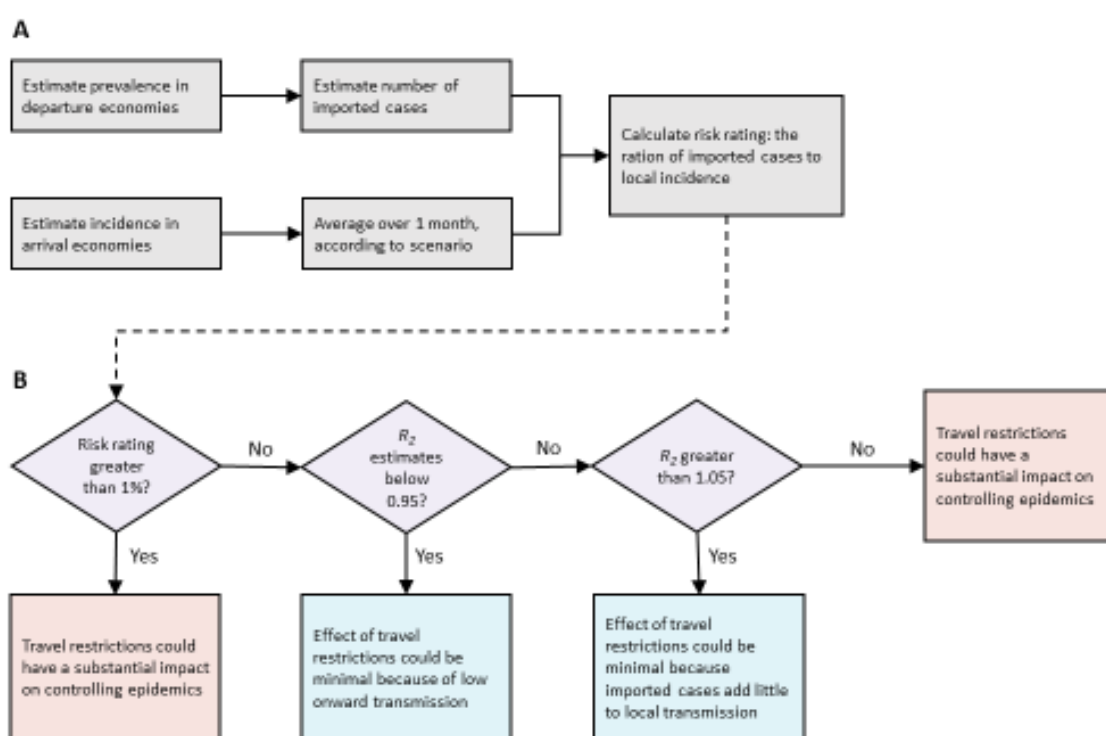 A
Estimate prevalence in
departure economies
Estimate number of
imported cases
Calculate risk rating: the
ration of imported cases to
local incidence
Estimate incidence in
arrival economies
Average over 1 month,
according to scenario
B
Risk rating
greater
than 1%?
No
R2
estimates
below
0.95?
No
R2 greater
than 1.05?
No
Travel restrictions
could have a
substantial impact on
controlling epidemics
Yes
Yes
Yes
Travel restrictions could
have a substantial impact
on controlling epidemics
Effect of travel
restrictions could be
minimal because of low
onward transmission
Effect of travel
restrictions could be
minimal because
imported cases add little
to local transmission